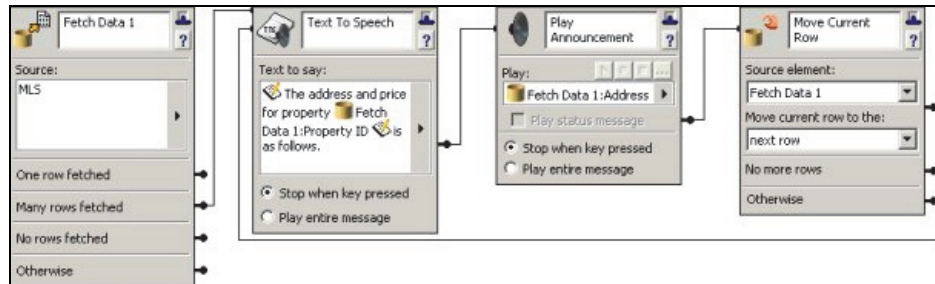 Fetch Data 1
?
Source:
MLS
One row fetched
Many rows fetched
No rows fetched
Otherwise
TTS
Text To Speech
?
Text to say:
The address and price
for property Fetch
Data 1:Property ID is
as follows.
Stop when key pressed
Play entire message
Play
Announcement
?
Play:
...
Fetch Data 1:Address
Play status message
Stop when key pressed
Play entire message
Move Current
Row
?
Source element:
Fetch Data 1
Move current row to the:
next row
No more rows
Otherwise